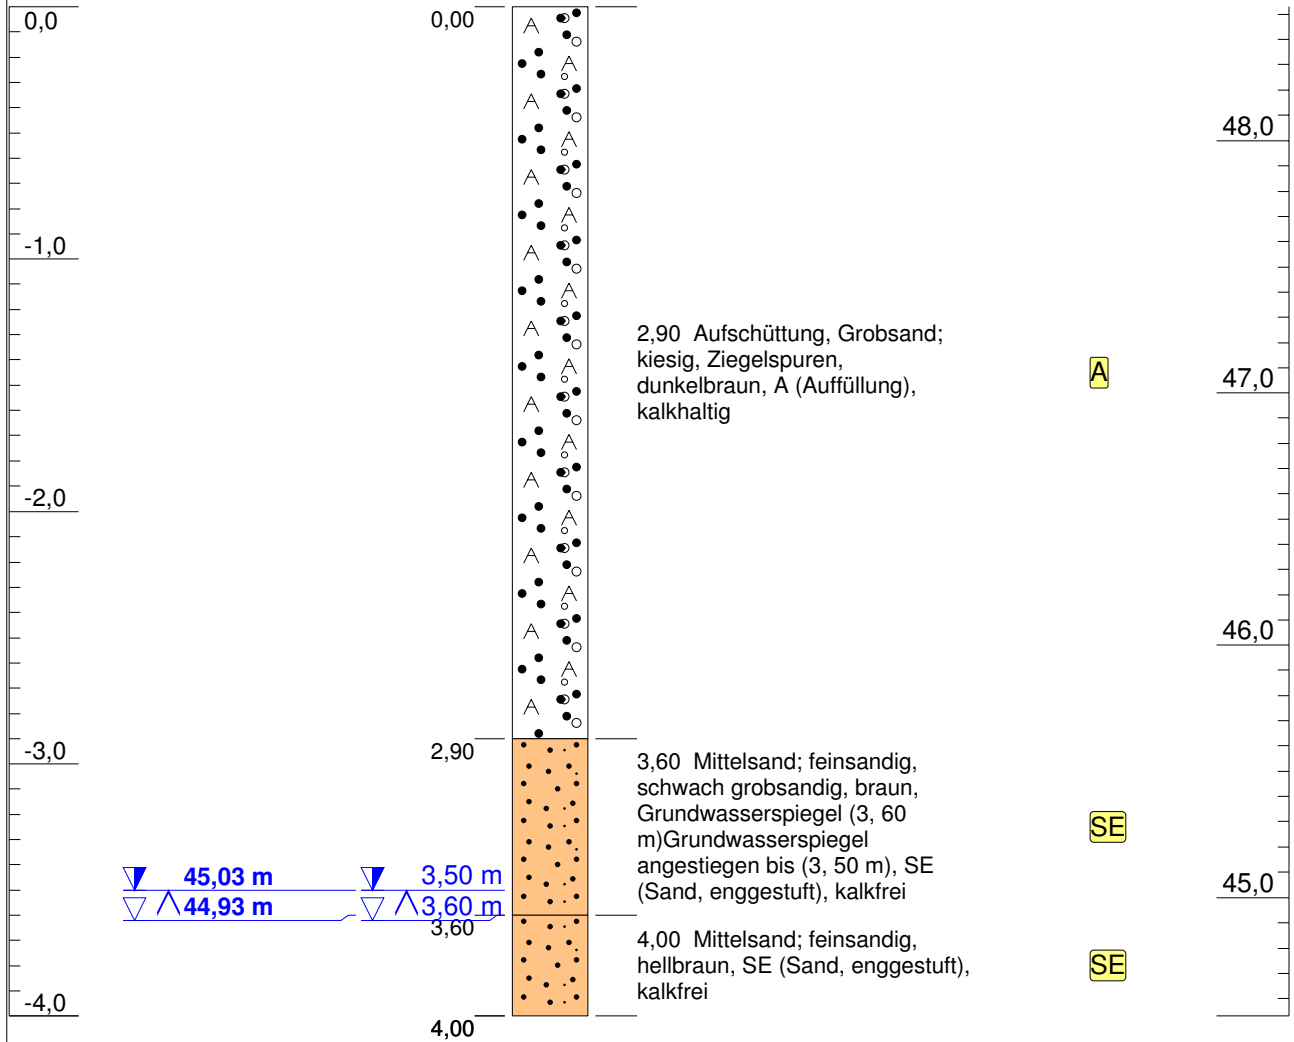 0,0
0,00
48,0
-1,0
2,90 Aufschüttung, Grobsand;
kiesig, Ziegelspuren,
dunkelbraun, A (Auffüllung),
kalkhaltig
A
47,0
-2,0
46,0
-3,0
2,90
3,60 Mittelsand; feinsandig,
schwach grobsandig, braun,
Grundwasserspiegel (3, 60
m)Grundwasserspiegel
angestiegen bis (3, 50 m), SE
(Sand, enggestuft), kalkfrei
SE
45,03 m
3,50 m
45,0
44,93 m
3,60 m
3,60
4,00 Mittelsand; feinsandig,
hellbraun, SE (Sand, enggestuft),
kalkfrei
SE
-4,0
4,00